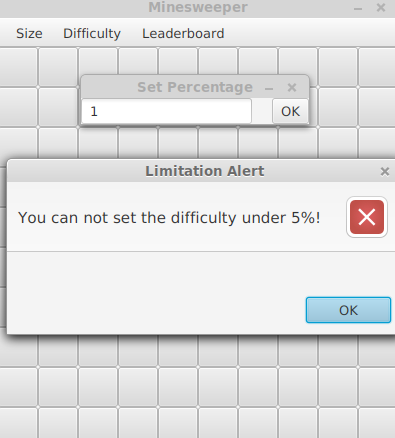 Minesweeper
Size Difficulty Leaderboard
Set Percentage
1 OK
Limitation Alert
You can not set the difficulty under 5%!
OK